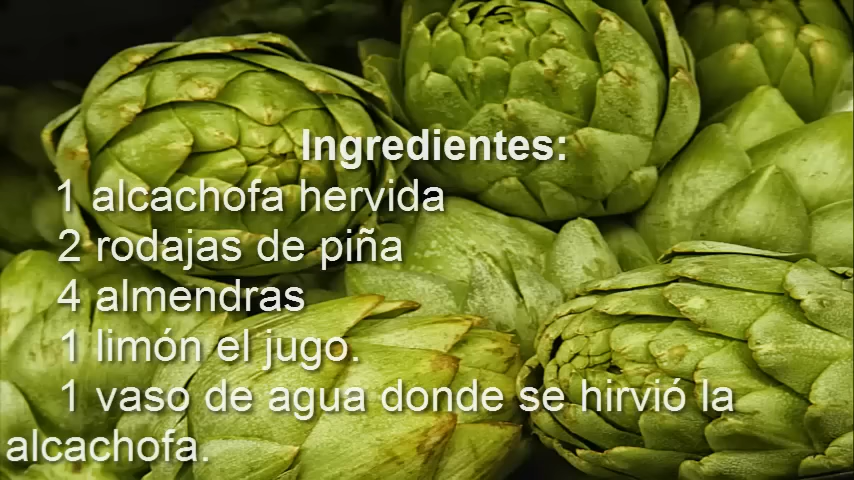 Ingredientes:
1 alcachofa hervida
2 rodajas de piña
4 almendras
1 limón el jugo.
1 vaso de agua donde se hirvió la
alcachofa.